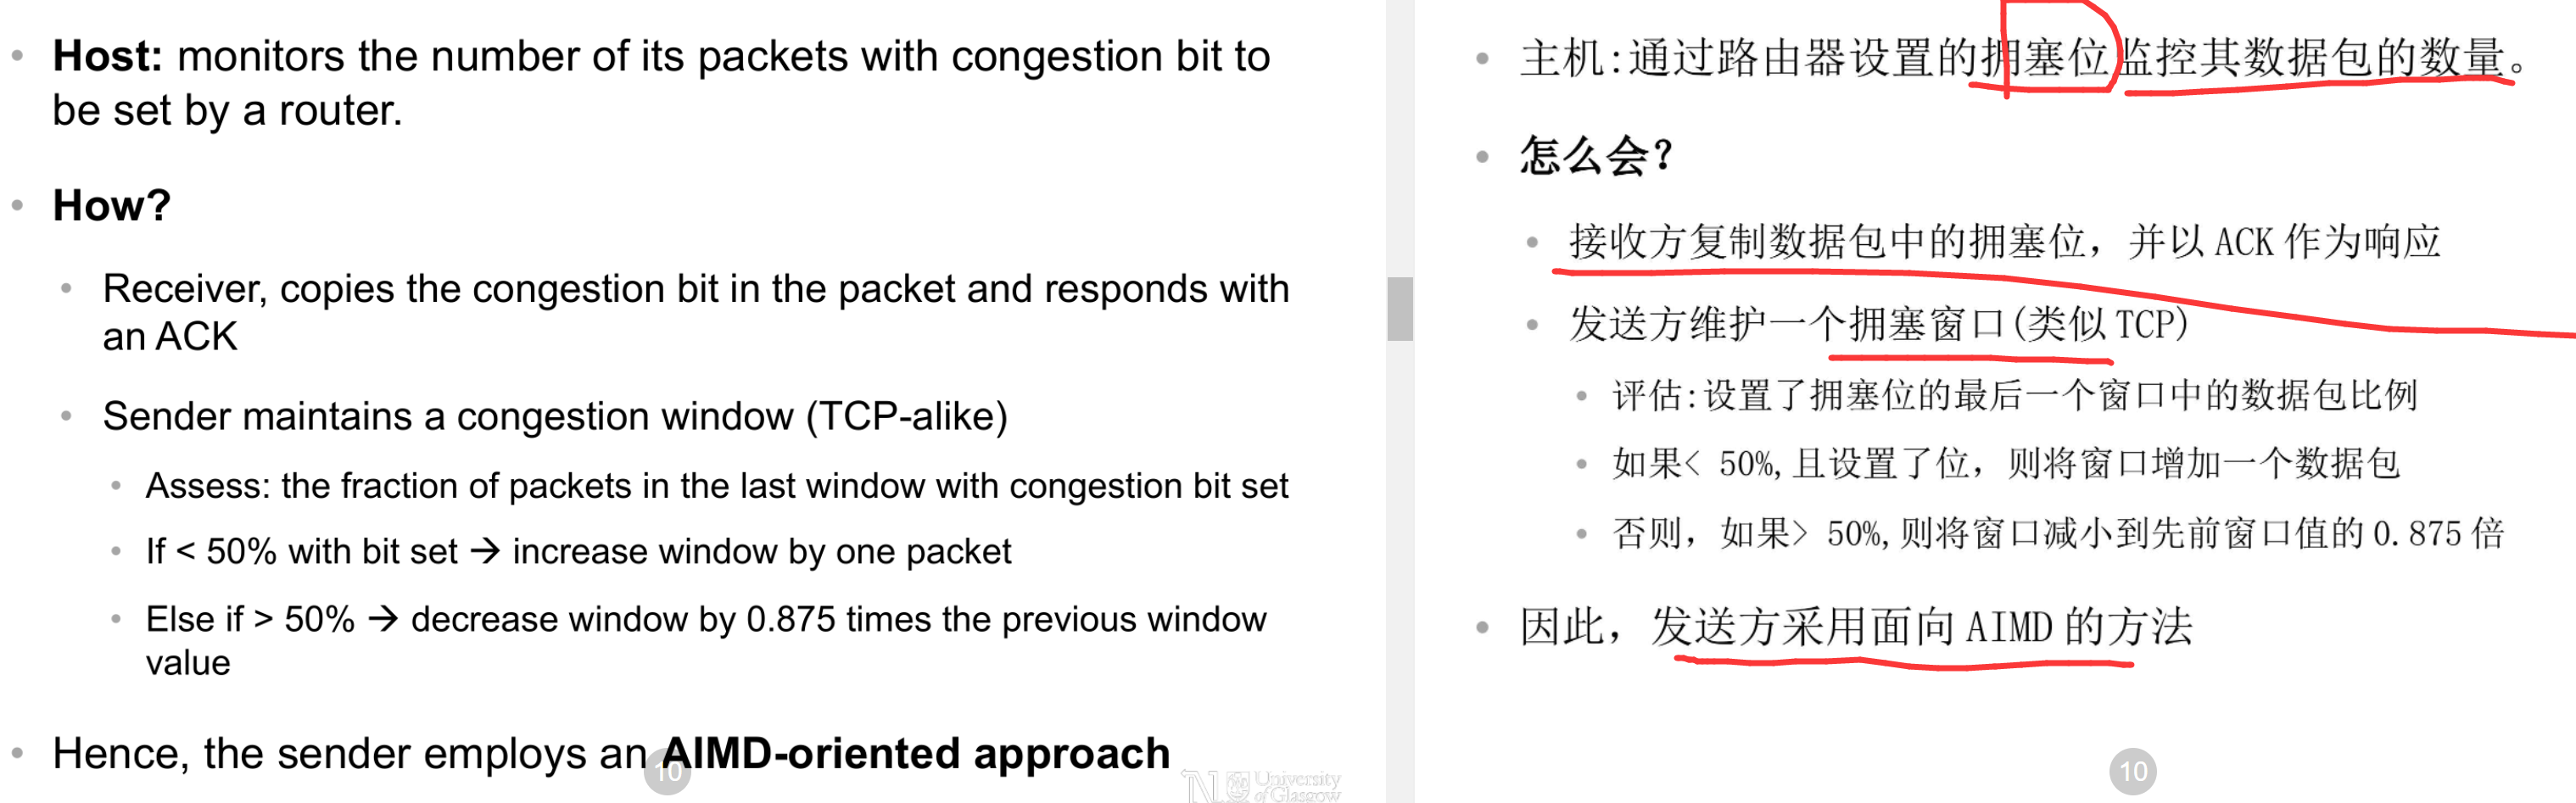 • Host: monitors the number of its packets with congestion bit to
be set by a router.
• How?
• Receiver, copies the congestion bit in the packet and responds with
an ACK
• Sender maintains a congestion window (TCP-alike)
• Assess: the fraction of packets in the last window with congestion bit set
• If < 50% with bit set → increase window by one packet
• Else if > 50% → decrease window by 0.875 times the previous window
value
• Hence, the sender employs an AIMD-oriented approach
10
University
of Glasgow
• 主机:通过路由器设置的拥塞位监控其数据包的数量。
• 怎么会?
• 接收方复制数据包中的拥塞位，并以 ACK 作为响应
• 发送方维护一个拥塞窗口(类似 TCP)
• 评估:设置了拥塞位的最后一个窗口中的数据包比例
• 如果< 50%,且设置了位，则将窗口增加一个数据包
• 否则，如果> 50%,则将窗口减小到先前窗口值的 0.875 倍
• 因此，发送方采用面向 AIMD 的方法
10